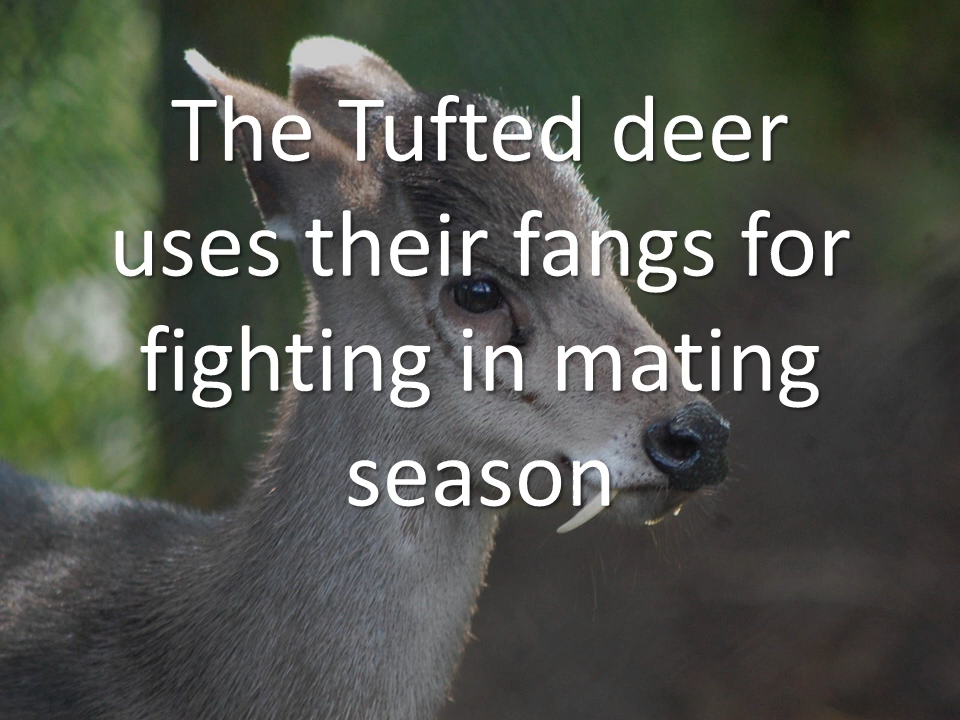 The Tufted deer
uses their fangs for
fighting in mating
season